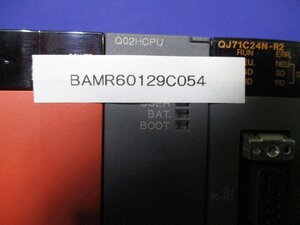 Q02HCPU
QJ71C24N-R2
RUN ERR.
NEU. NEU
SD SD
RD RD
BAMR60129C054
USER
BAT.
BOOT